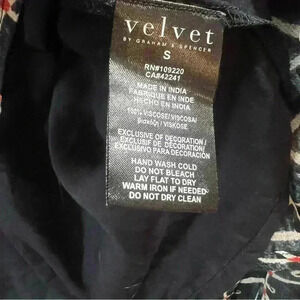 velvet
BY GRAHAM & SPENCER
S
RN#109220
CA#42241
MADE IN INDIA
FABRIQUE EN INDE
HECHO EN INDIA
100% VISCOSE/ VISCOSA/
VISKOSE
EXCLUSIVE OF DECORATION /
EXCLUSIF DE DECORATION/
EXCLUSIVO PARA DECORACIÓN
HAND WASH COLD
DO NOT BLEACH
LAY FLAT TO DRY
WARM IRON IF NEEDED
DO NOT DRY CLEAN